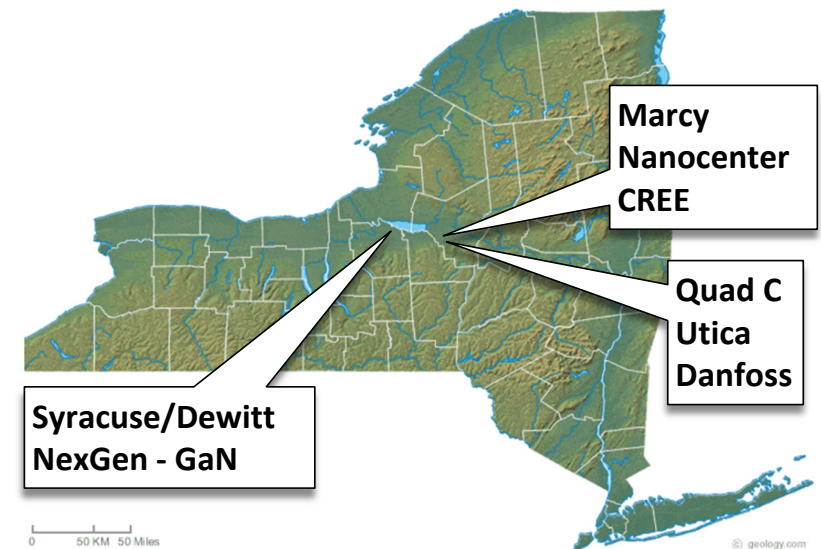 Marcy
Nanocenter
CREE
Quad C
Utica
Danfoss
Syracuse/Dewitt
NexGen - GaN
0 50 KM 50 Miles
© geology.com